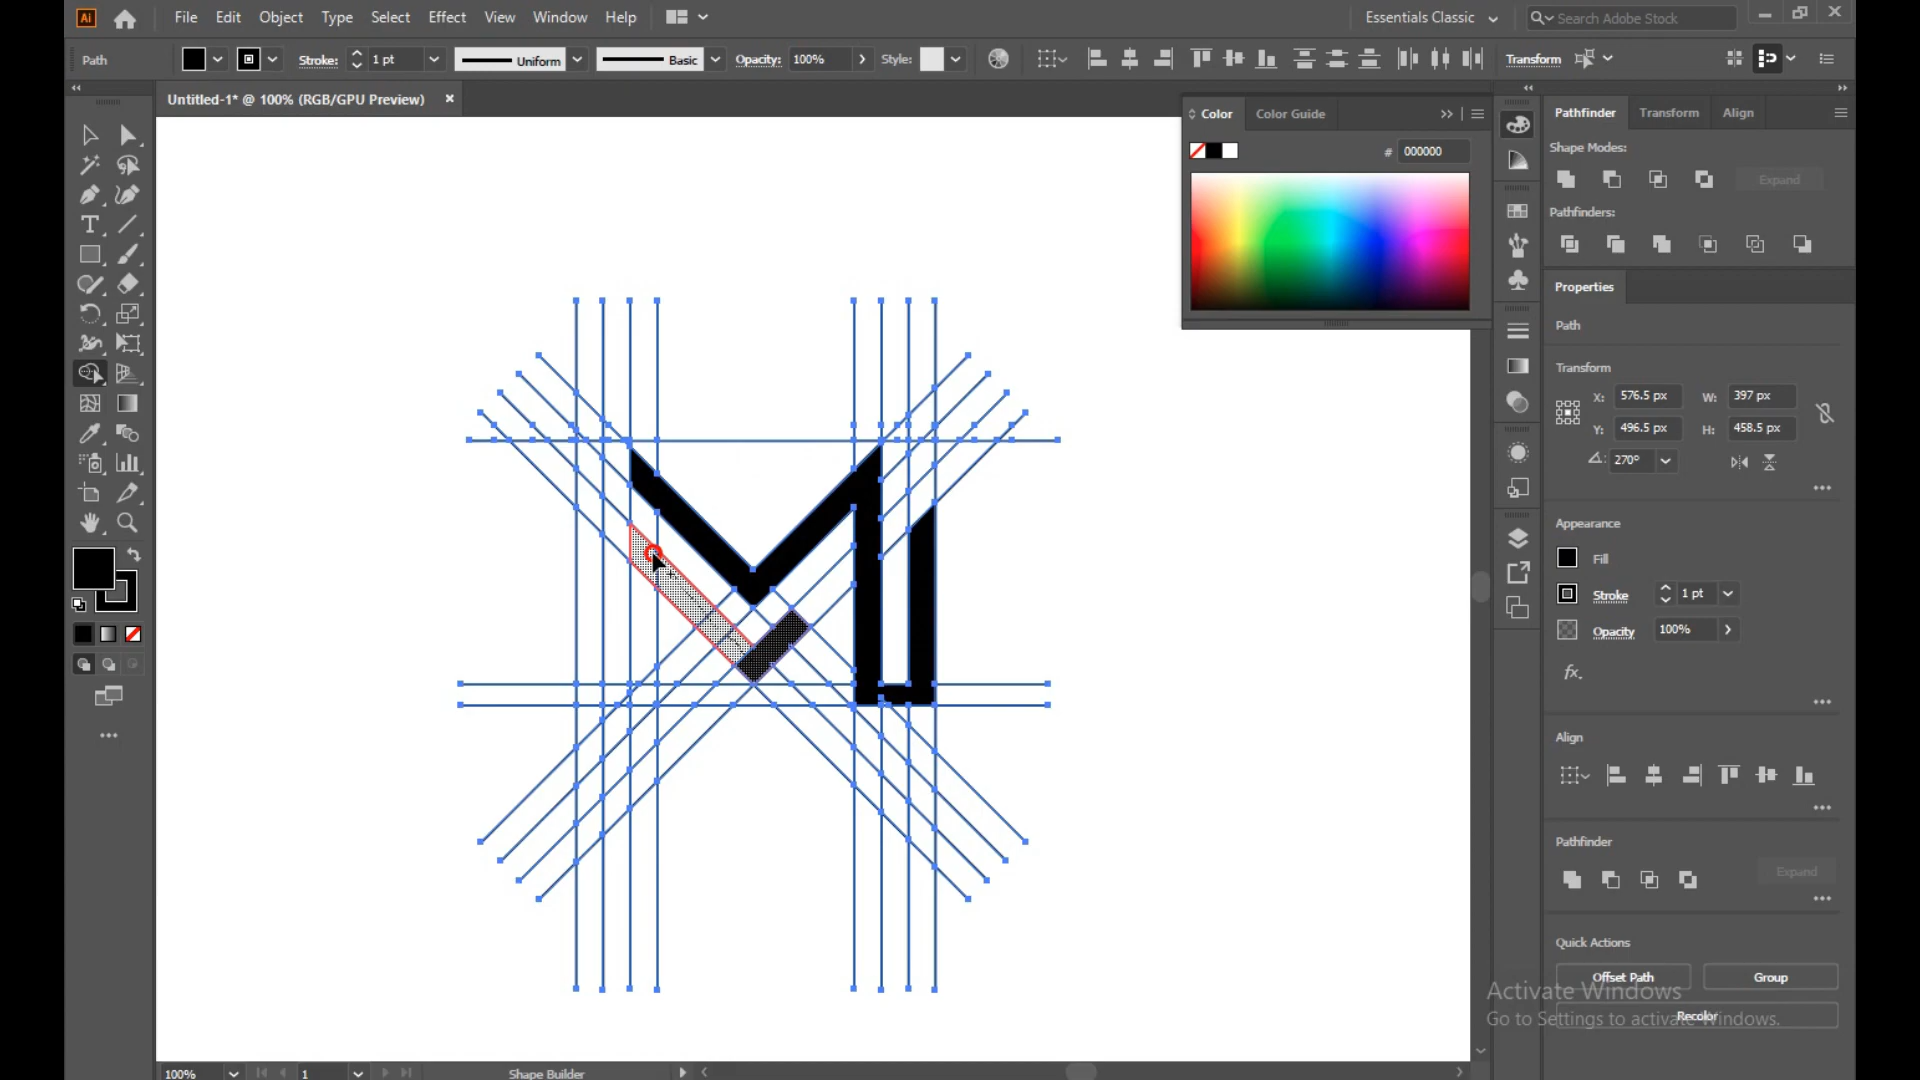 Ai File Edit Object Type Select Effect View Window Help Essentials Classic Search Adobe Stock
Path Stroke: 1 pt Uniform Basic Opacity: 100% Style: Transform
Untitled-1* @ 100% (RGB/GPU Preview)
Color Color Guide
# 000000
Pathfinder Transform Align
Shape Modes:
Expand
Pathfinders:
Properties
Path
Transform
X: 576.5 px W: 397 px
Y: 496.5 px H: 458.5 px
270°
Appearance
Fill
Stroke 1 pt
Opacity 100%
fx.
Align
Pathfinder
Expand
Quick Actions
Offset Path Group
Recolor
Activate Windows
Go to Settings to activate Windows.
100% 1 Shape Builder